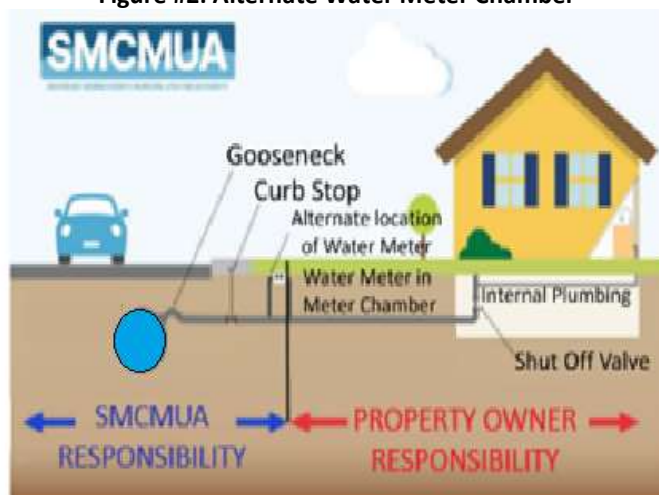 Figure #2: Alternate Water Meter Chamber
SMCMUA
Gooseneck
Curb Stop
Alternate location
of Water Meter
Water Meter in
Meter Chamber
Internal Plumbing
Shut Off Valve
SMCMUA
RESPONSIBILITY
PROPERTY OWNER
RESPONSIBILITY